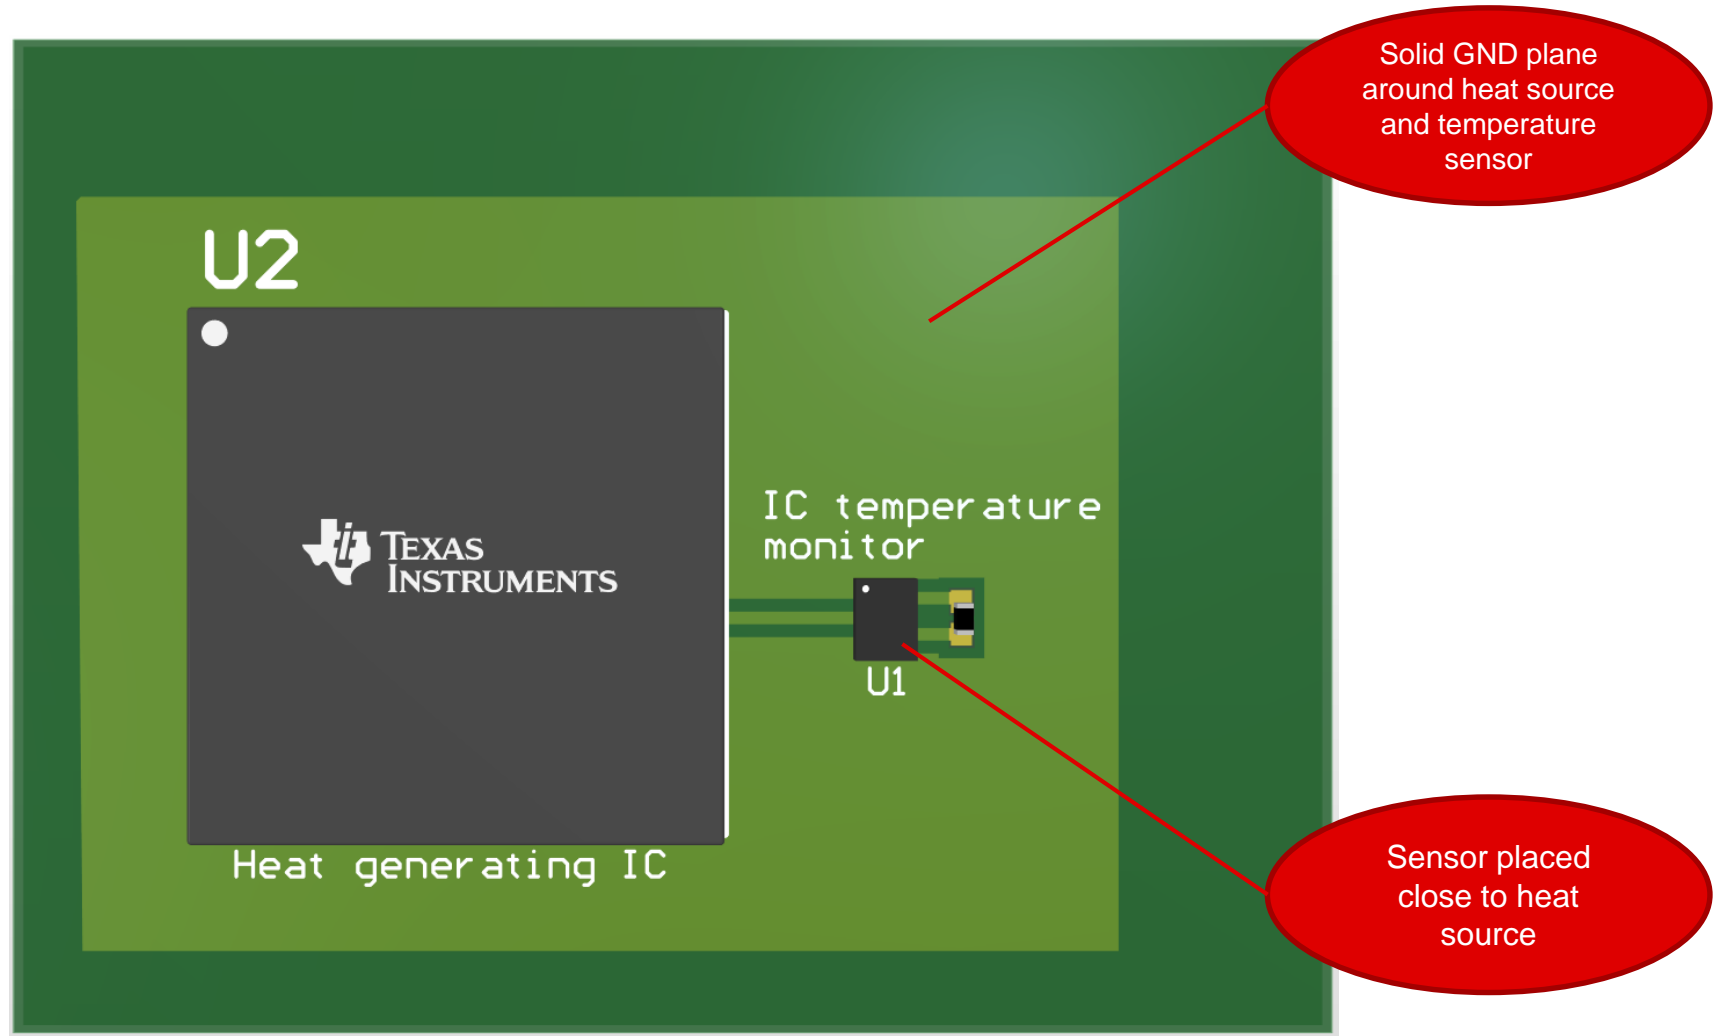 Solid GND plane
around heat source
and temperature
sensor
U2
TEXAS
INSTRUMENTS
IC temperature
monitor
U1
Heat generating IC
Sensor placed
close to heat
source